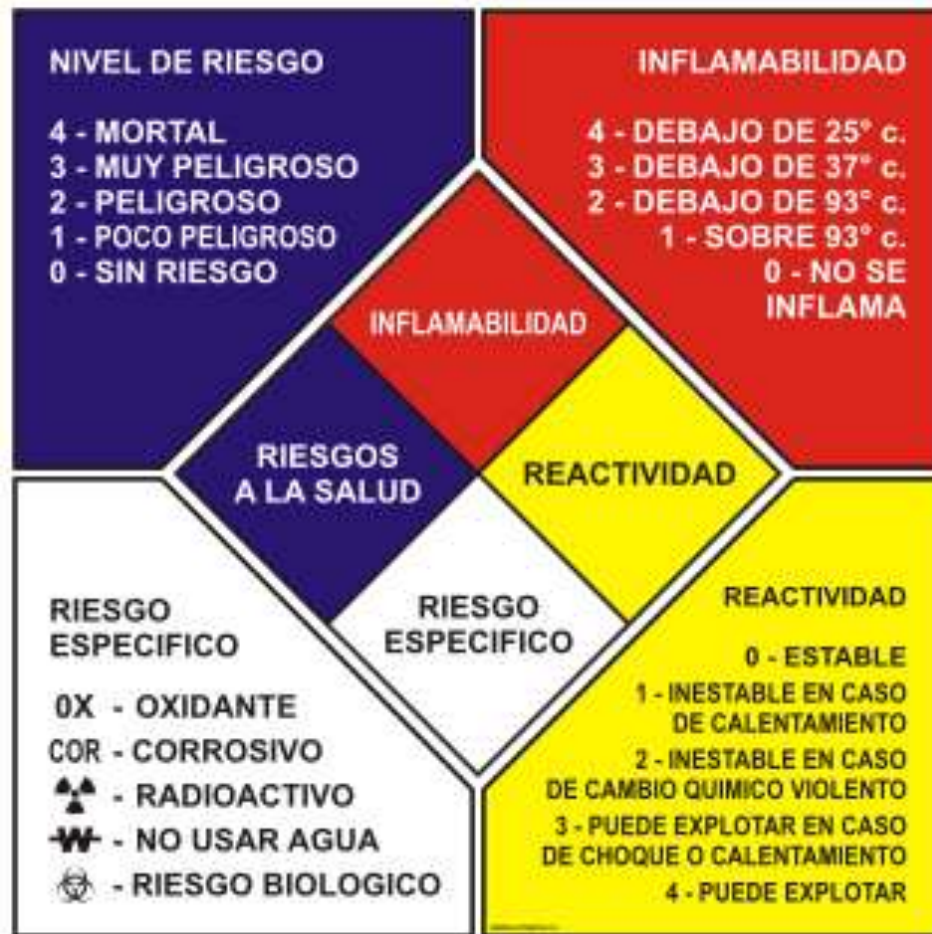 NIVEL DE RIESGO
4 - MORTAL
3 - MUY PELIGROSO
2 - PELIGROSO
1 - POCO PELIGROSO
0 - SIN RIESGO
INFLAMABILIDAD
4 - DEBAJO DE 25° c.
3 - DEBAJO DE 37° c.
2 - DEBAJO DE 93° c.
1 - SOBRE 93° c.
0 - NO SE
INFLAMA
INFLAMABILIDAD
RIESGOS
A LA SALUD
REACTIVIDAD
RIESGO
ESPECIFICO
RIESGO
ESPECIFICO
0X - OXIDANTE
COR - CORROSIVO
- RADIOACTIVO
W - NO USAR AGUA
- RIESGO BIOLOGICO
REACTIVIDAD
0 - ESTABLE
1 - INESTABLE EN CASO
DE CALENTAMIENTO
2 - INESTABLE EN CASO
DE CAMBIO QUIMICO VIOLENTO
3 - PUEDE EXPLOTAR EN CASO
DE CHOQUE O CALENTAMIENTO
4 - PUEDE EXPLOTAR